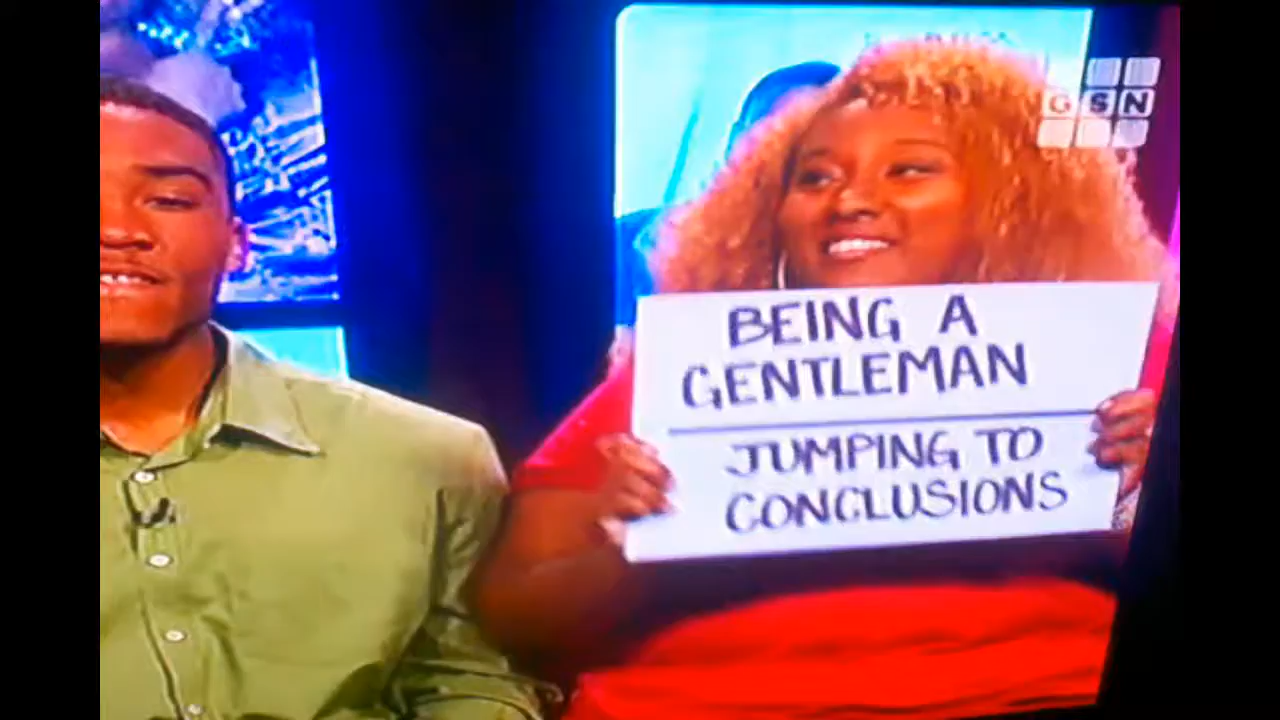 GSN
BEING A
GENTLEMAN
JUMPING TO
CONCLUSIONS